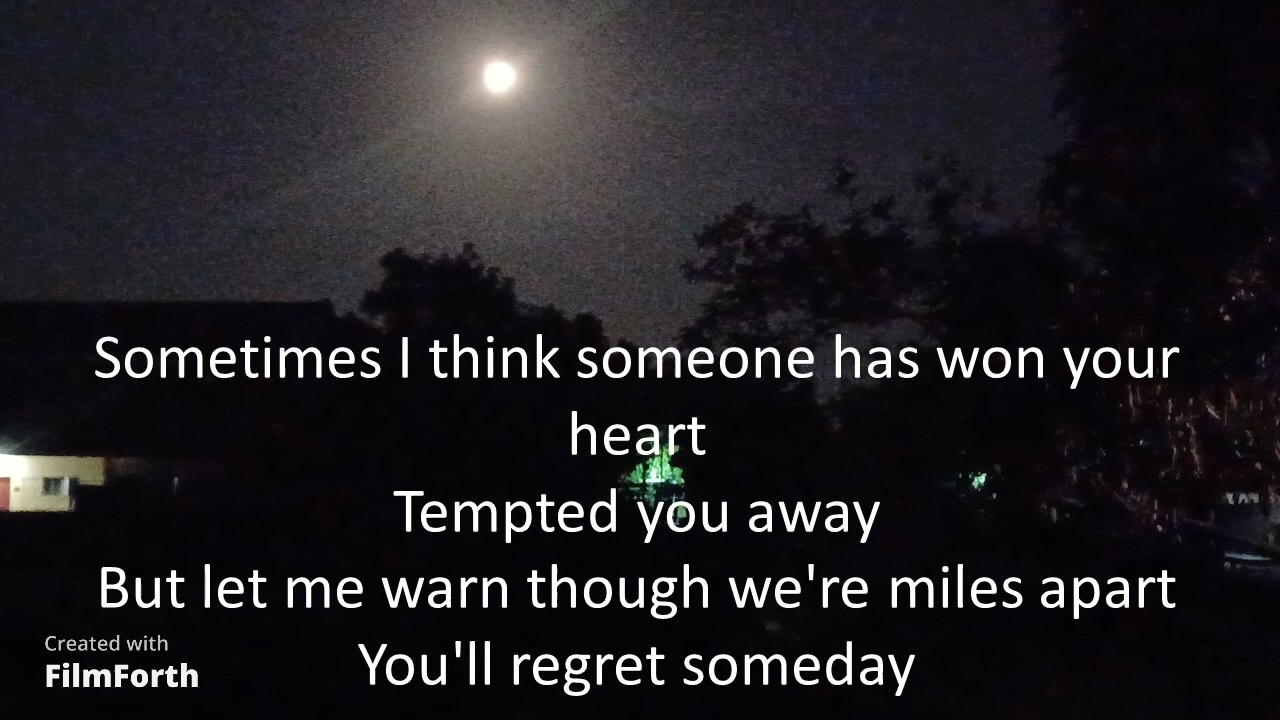 Sometimes I think someone has won your
heart
Tempted you away
But let me warn though we're miles apart
You'll regret someday
Created with
FilmForth